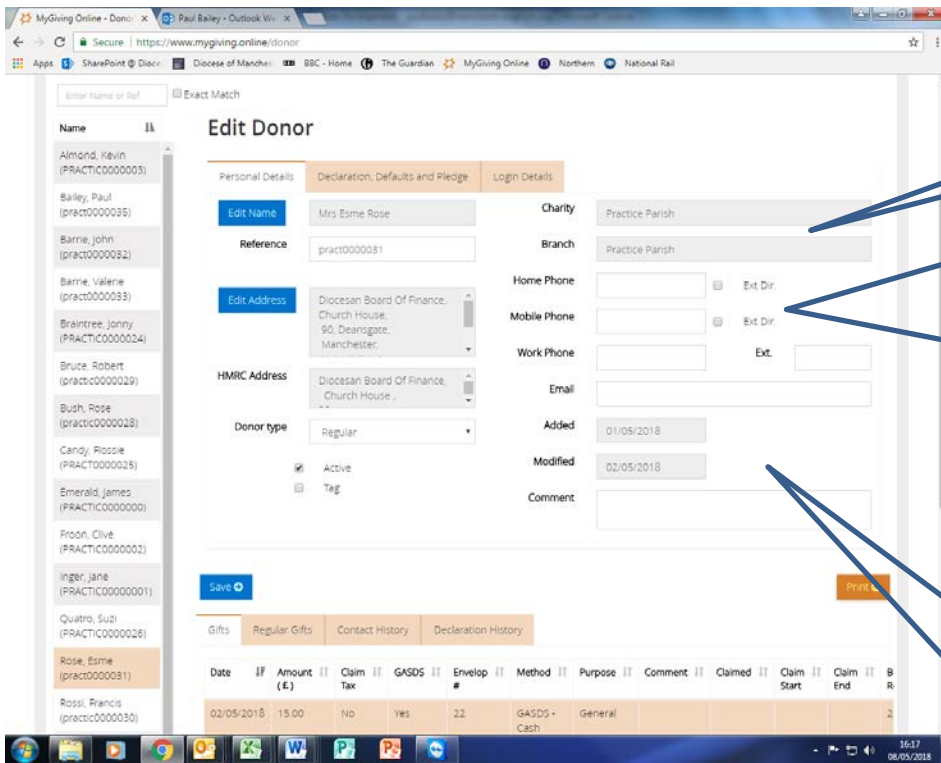 MyGiving Online - Dono
Paul Bailey - Outlook W
Secure | https://www.mygiving.online/donor
Apps SharePoint @ Dioc Diocese of Manches BBC - Home The Guardian MyGiving Online Northern National Rail
Enter Name or Ref Exact Match
Name
Almond, Kevin
(PRACTIC0000003)
Bailey, Paul
(pract0000035)
Barrie, John
(pract0000032)
Barrie, Valerie
(pract0000033)
Braintree, Jonny
(PRACTIC0000024)
Bruce, Robert
(practic0000029)
Bush, Rose
(practic0000028)
Candy, Flossie
(PRACT0000025)
Emerald, James
(PRACTIC0000000)
Froon, Clive
(PRACTIC0000002)
Inger, Jane
(PRACTIC00000001)
Quatro, Suzi
(PRACTIC0000026)
Rose, Esme
(pract0000031)
Rossi, Francis
(practic0000030)
Edit Donor
Personal Details Declaration, Defaults and Pledge Login Details
Edit Name Mrs Esme Rose
Reference pract0000031
Edit Address Diocesan Board Of Finance,
Church House,
90, Deansgate,
Manchester,
HMRC Address Diocesan Board Of Finance,
Church House ,
Donor type Regular
Active
Tag
Charity Practice Parish
Branch Practice Parish
Home Phone Ext Dir.
Mobile Phone Ext Dir.
Work Phone Ext.
Email
Added 01/05/2018
Modified 02/05/2018
Comment
Save Print
Gifts Regular Gifts Contact History Declaration History
Date Amount (£) Claim Tax GASDS Envelop # Method Purpose Comment Claimed Claim Start Claim End
02/05/2018 15.00 No Yes 22 GASDS - Cash General
16:17
08/05/2018